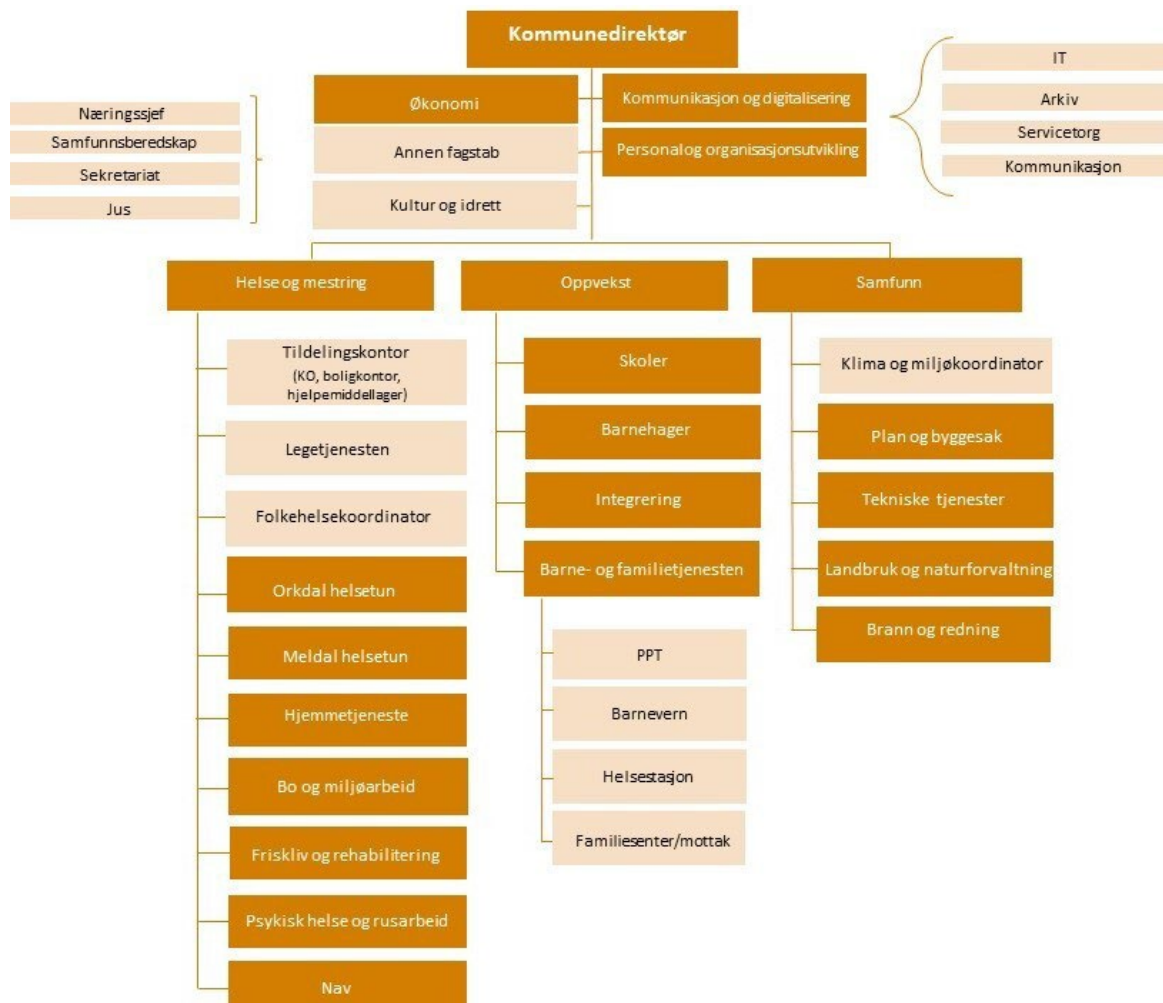 Kommunedirektør
Økonomi
Kommunikasjon og digitalisering
Annen fagstab
Personal og organisasjonsutvikling
Kultur og idrett
Næringssjef
Samfunnsberedskap
Sekretariat
Jus
IT
Arkiv
Servicetorg
Kommunikasjon
Helse og mestring
Tildelingskontor
(KO, boligkontor,
hjelpemiddellager)
Legetjenesten
Folkehelsekoordinator
Orkdal helsetun
Meldal helsetun
Hjemmetjeneste
Bo og miljøarbeid
Friskliv og rehabilitering
Psykisk helse og rusarbeid
Nav
Oppvekst
Skoler
Barnehager
Integrering
Barne- og familietjenesten
PPT
Barnevern
Helsestasjon
Familiesenter/mottak
Samfunn
Klima og miljøkoordinator
Plan og byggesak
Tekniske tjenester
Landbruk og naturforvaltning
Brann og redning